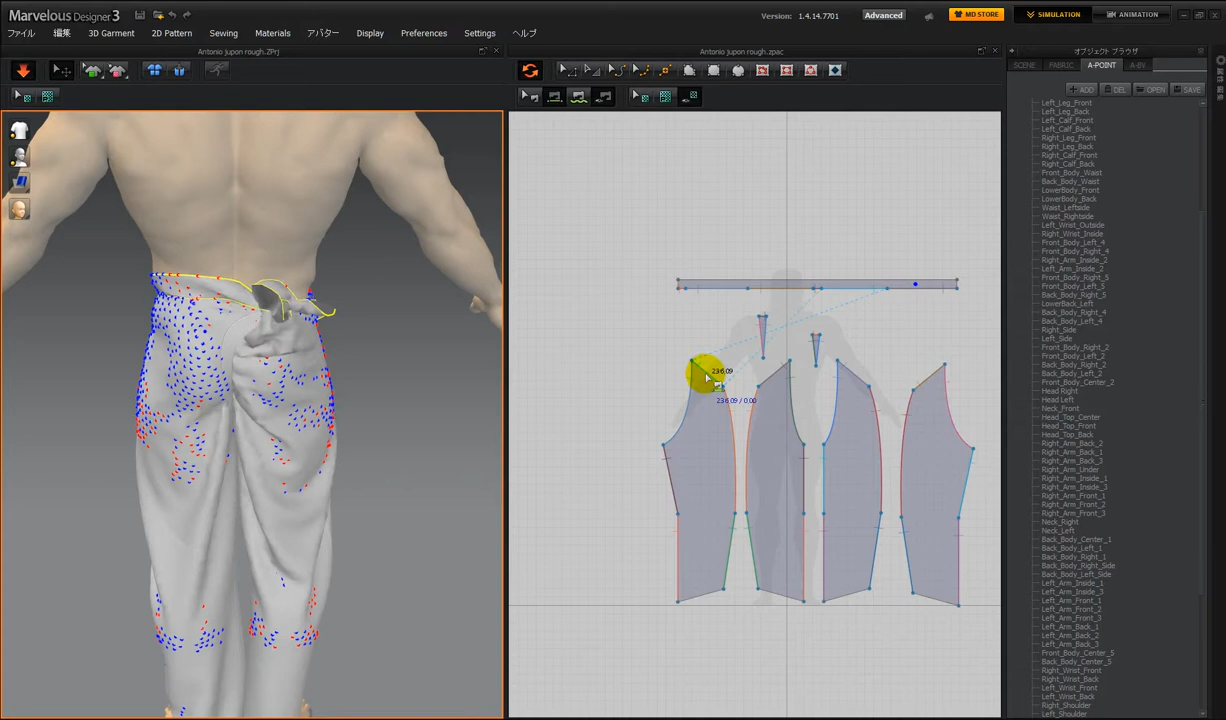 Marvelous Designer 3
Version: 1.4.14.7701
Advanced
MD STORE
SIMULATION
ANIMATION
ファイル
編集
3D Garment
2D Pattern
Sewing
Materials
アバター
Display
Preferences
Settings
ヘルプ
Antonio jupon rough.ZPrj
Antonio jupon rough.zpac
オブジェクト ブラウザ
SCENE
FABRIC
A-POINT
A-BV
ADD
DEL
OPEN
SAVE
236.09
236.09 / 0.00
Left_Leg_Front
Left_Leg_Back
Left_Calf_Front
Left_Calf_Back
Right_Leg_Front
Right_Leg_Back
Right_Calf_Front
Right_Calf_Back
Front_Body_Waist
Back_Body_Waist
LowerBody_Front
LowerBody_Back
Waist_Leftside
Waist_Rightside
Left_Wrist_Outside
Right_Wrist_Inside
Front_Body_Left_4
Front_Body_Right_4
Right_Arm_Inside_2
Left_Arm_Inside_2
Front_Body_Right_5
Front_Body_Left_5
Back_Body_Right_5
LowerBack_Left
Back_Body_Right_4
Back_Body_Left_4
Right_Side
Left_Side
Front_Body_Right_2
Front_Body_Left_2
Back_Body_Right_2
Back_Body_Left_2
Front_Body_Center_2
Head Right
Head Left
Neck_Front
Head_Top_Center
Head_Top_Front
Head_Top_Back
Right_Arm_Back_2
Right_Arm_Back_1
Right_Arm_Back_3
Right_Arm_Under
Right_Arm_Inside_1
Right_Arm_Inside_3
Right_Arm_Front_1
Right_Arm_Front_2
Right_Arm_Front_3
Neck_Right
Neck_Left
Back_Body_Center_1
Back_Body_Left_1
Back_Body_Right_1
Back_Body_Right_Side
Back_Body_Left_Side
Left_Arm_Inside_1
Left_Arm_Inside_3
Left_Arm_Front_1
Left_Arm_Front_2
Left_Arm_Front_3
Left_Arm_Back_1
Left_Arm_Back_2
Left_Arm_Back_3
Front_Body_Center_5
Back_Body_Center_5
Right_Wrist_Front
Right_Wrist_Back
Left_Wrist_Front
Left_Wrist_Back
Right_Shoulder
Left_Shoulder